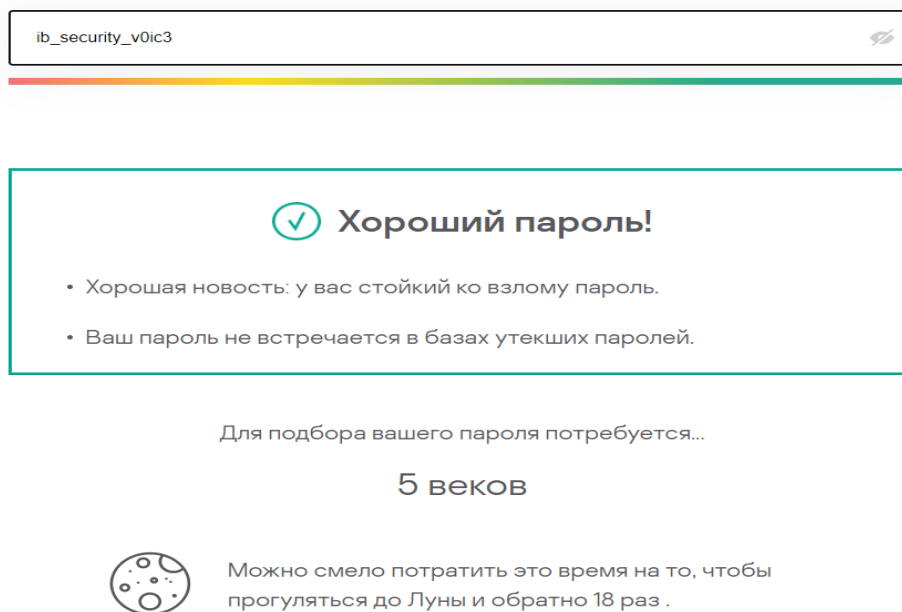 ib_security_v0ic3
Хороший пароль!
• Хорошая новость: у вас стойкий ко взлому пароль.
• Ваш пароль не встречается в базах утекших паролей.
Для подбора вашего пароля потребуется...
5 веков
Можно смело потратить это время на то, чтобы
прогуляться до Луны и обратно 18 раз .